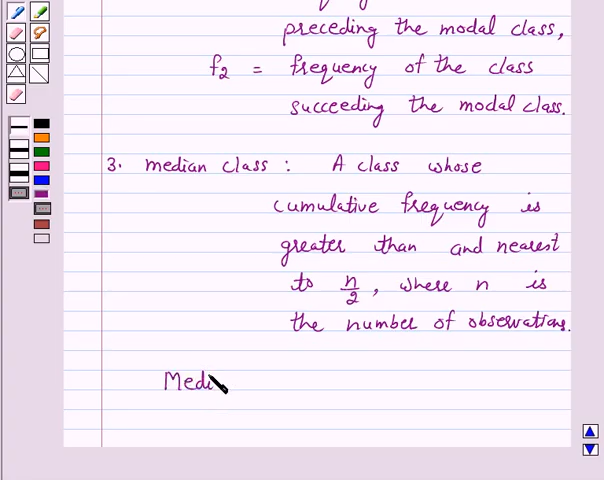 preceding the modal class,
f₂ = frequency of the class
succeeding the modal class.
3. median class : A class whose
cumulative frequency is
greater than and nearest
to n/2, where n is
the number of observations.
Medi